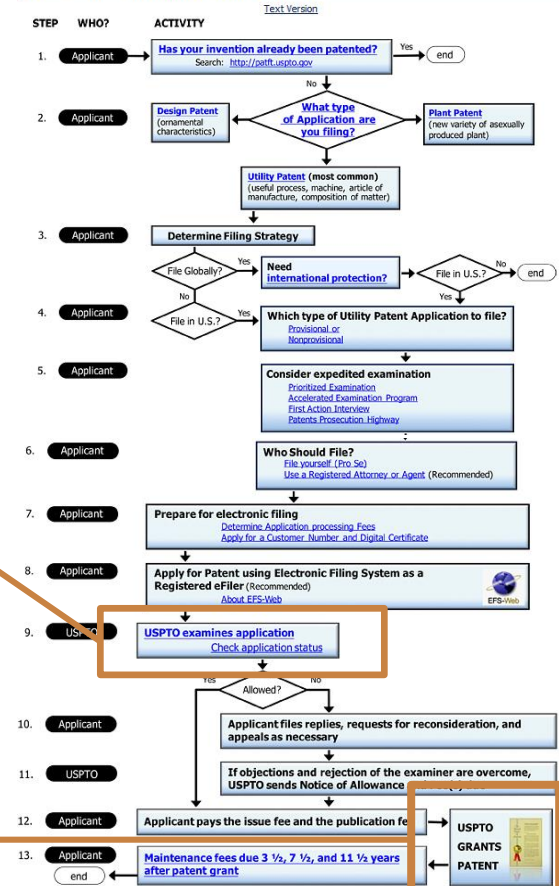 Text Version
STEP WHO? ACTIVITY
1. Applicant Has your invention already been patented? Yes end
Search: http://patft.uspto.gov
No
2. Applicant Design Patent
(ornamental
characteristics)
What type
of Application are
you filing?
Plant Patent
(new variety of asexually
produced plant)
Utility Patent (most common)
(useful process, machine, article of
manufacture, composition of matter)
3. Applicant Determine Filing Strategy
File Globally? Yes Need
international protection? File in U.S.? No end
No Yes
4. Applicant File in U.S.? Yes Which type of Utility Patent Application to file?
Provisional or
Nonprovisional
5. Applicant Consider expedited examination
Prioritized Examination
Accelerated Examination Program
First Action Interview
Patents Prosecution Highway
6. Applicant Who Should File?
File yourself (Pro Se)
Use a Registered Attorney or Agent (Recommended)
7. Applicant Prepare for electronic filing
Determine Application processing Fees
Apply for a Customer Number and Digital Certificate
8. Applicant Apply for Patent using Electronic Filing System as a
Registered eFiler (Recommended)
About EFS-Web
EFS-Web
9. USPTO USPTO examines application
Check application status
Yes Allowed? No
10. Applicant Applicant files replies, requests for reconsideration, and
appeals as necessary
11. USPTO If objections and rejection of the examiner are overcome,
USPTO sends Notice of Allowance
12. Applicant Applicant pays the issue fee and the publication
USPTO
GRANTS
PATENT
13. Applicant Maintenance fees due 3 ½, 7 ½, and 11 ½ years
after patent grant
end